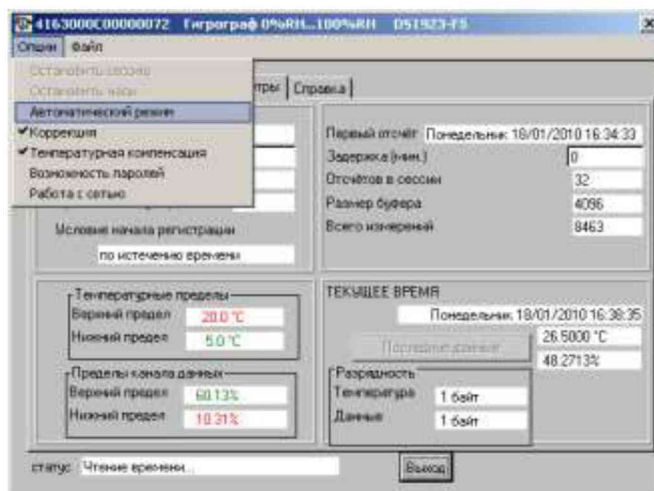 4163000C00000072 Гигрограф 0%RH...100%RH DS1923-F5
Опции Файл
Остановить сессию
Остановить часы
Автоматический режим
Коррекция
Температурная компенсация
Возможность паролей
Работа с сетью
тры Справка
Условие начала регистрации
по истечению времени
Первый отсчёт Понедельник 18/01/2010 16:34:33
Задержка (мин.) 0
Отсчётов в сессии 32
Размер буфера 4096
Всего измерений 8463
Температурные пределы
Верхний предел 20.0 °C
Нижний предел 5.0 °C
Пределы канала данных
Верхний предел 60.13%
Нижний предел 10.31%
ТЕКУЩЕЕ ВРЕМЯ
Понедельник 18/01/2010 16:38:35
Последние данные
26.5000 °C
48.2713%
Разрядность
Температура 1 байт
Данные 1 байт
статус Чтение времени...
Выход